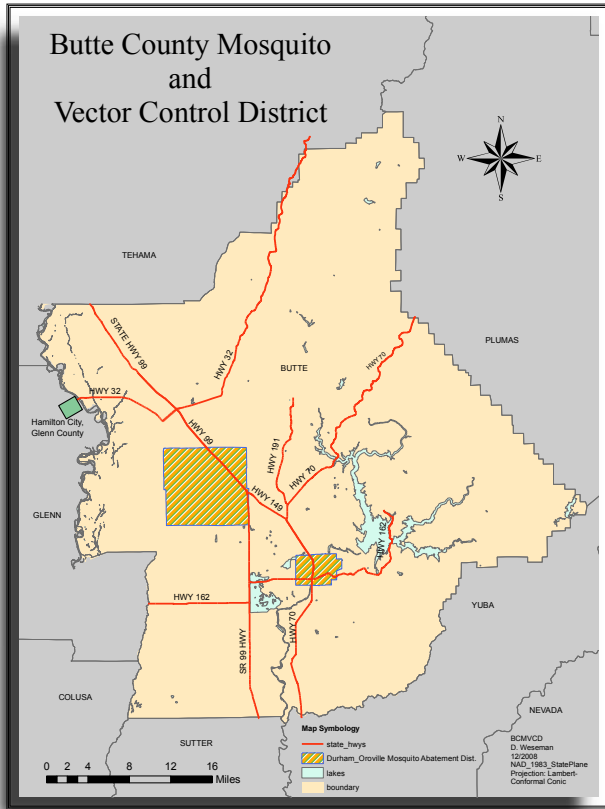 Butte County Mosquito
and
Vector Control District
N
W
E
S
TEHAMA
PLUMAS
STATE HWY 99
HWY 32
HWY 70
BUTTE
HWY 32
Hamilton City,
Glenn County
HWY 99
HWY 191
HWY 70
HWY 149
GLENN
HWY 162
HWY 162
YUBA
SR 99 HWY
HWY 70
COLUSA
NEVADA
SUTTER
Map Symbology
state_hwys
Durham_Oroville Mosquito Abatement Dist.
lakes
boundary
BCMVCD
D. Weseman
12/2008
NAD_1983_StatePlane
Projection: Lambert-
Conformal Conic
0 2 4 8 12 16
Miles